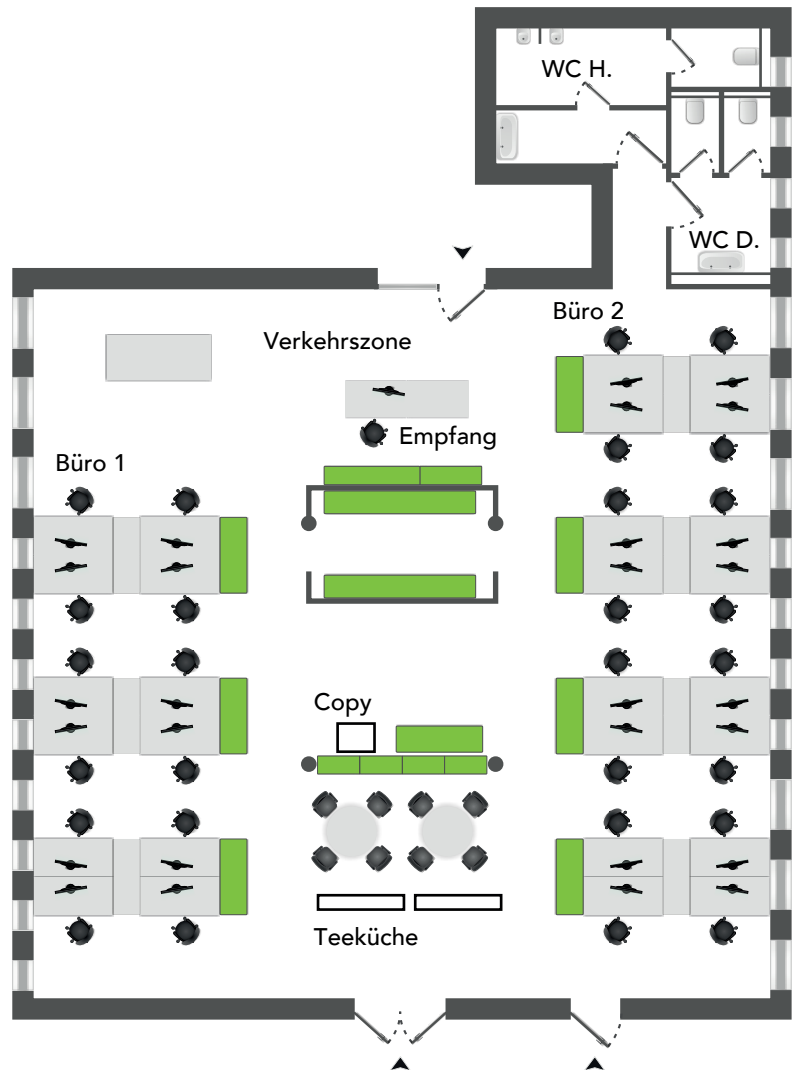 WC H.
WC D.
Büro 2
Verkehrszone
Empfang
Büro 1
Copy
Teeküche